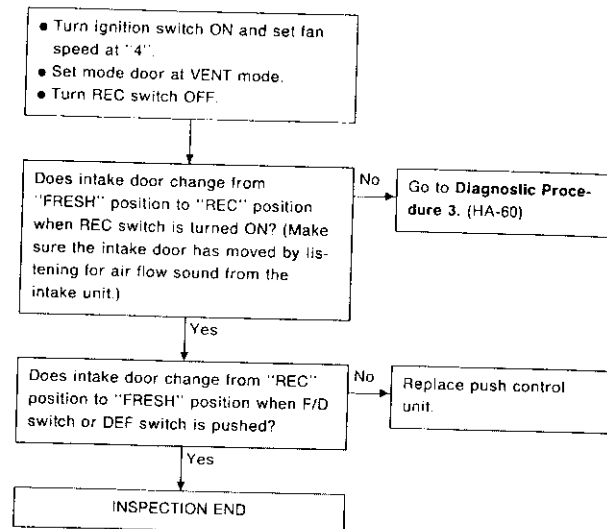 ● Turn ignition switch ON and set fan
speed at "4".
● Set mode door at VENT mode.
● Turn REC switch OFF.
Does intake door change from
"FRESH" position to "REC" position
when REC switch is turned ON? (Make
sure the intake door has moved by lis-
tening for air flow sound from the
intake unit.)
No
Go to Diagnostic Proce-
dure 3. (HA-60)
Yes
Does intake door change from "REC"
position to "FRESH" position when F/D
switch or DEF switch is pushed?
No
Replace push control
unit.
Yes
INSPECTION END